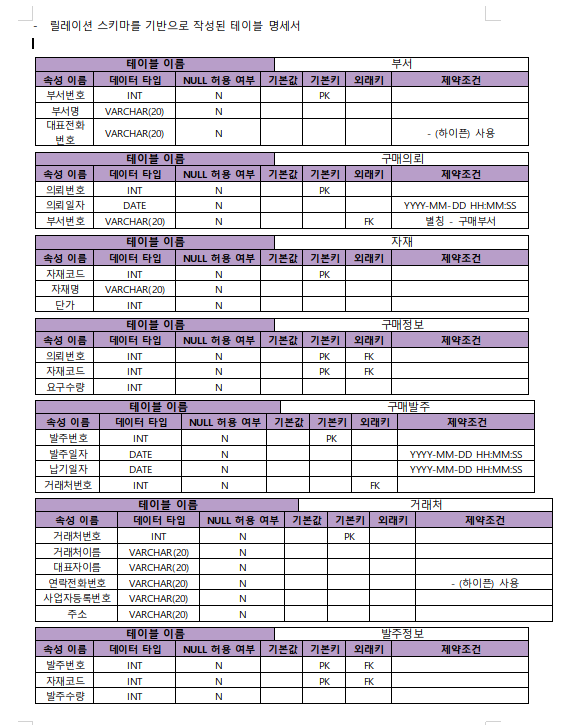 - 릴레이션 스키마를 기반으로 작성된 테이블 명세서
테이블 이름 부서
속성 이름 데이터 타입 NULL 허용 여부 기본값 기본키 외래키 제약조건
부서번호 INT N PK
부서명 VARCHAR(20) N
대표전화
번호 VARCHAR(20) N - (하이픈) 사용
테이블 이름 구매의뢰
속성 이름 데이터 타입 NULL 허용 여부 기본값 기본키 외래키 제약조건
의뢰번호 INT N PK
의뢰일자 DATE N YYYY-MM-DD HH:MM:SS
부서번호 VARCHAR(20) N FK 별칭 - 구매부서
테이블 이름 자재
속성 이름 데이터 타입 NULL 허용 여부 기본값 기본키 외래키 제약조건
자재코드 INT N PK
자재명 VARCHAR(20) N
단가 INT N
테이블 이름 구매정보
속성 이름 데이터 타입 NULL 허용 여부 기본값 기본키 외래키 제약조건
의뢰번호 INT N PK FK
자재코드 INT N PK FK
요구수량 INT N
테이블 이름 구매발주
속성 이름 데이터 타입 NULL 허용 여부 기본값 기본키 외래키 제약조건
발주번호 INT N PK
발주일자 DATE N YYYY-MM-DD HH:MM:SS
납기일자 DATE N YYYY-MM-DD HH:MM:SS
거래처번호 INT N FK
테이블 이름 거래처
속성 이름 데이터 타입 NULL 허용 여부 기본값 기본키 외래키 제약조건
거래처번호 INT N PK
거래처이름 VARCHAR(20) N
대표자이름 VARCHAR(20) N
연락전화번호 VARCHAR(20) N - (하이픈) 사용
사업자등록번호 VARCHAR(20) N
주소 VARCHAR(20) N
테이블 이름 발주정보
속성 이름 데이터 타입 NULL 허용 여부 기본값 기본키 외래키 제약조건
발주번호 INT N PK FK
자재코드 INT N PK FK
발주수량 INT N